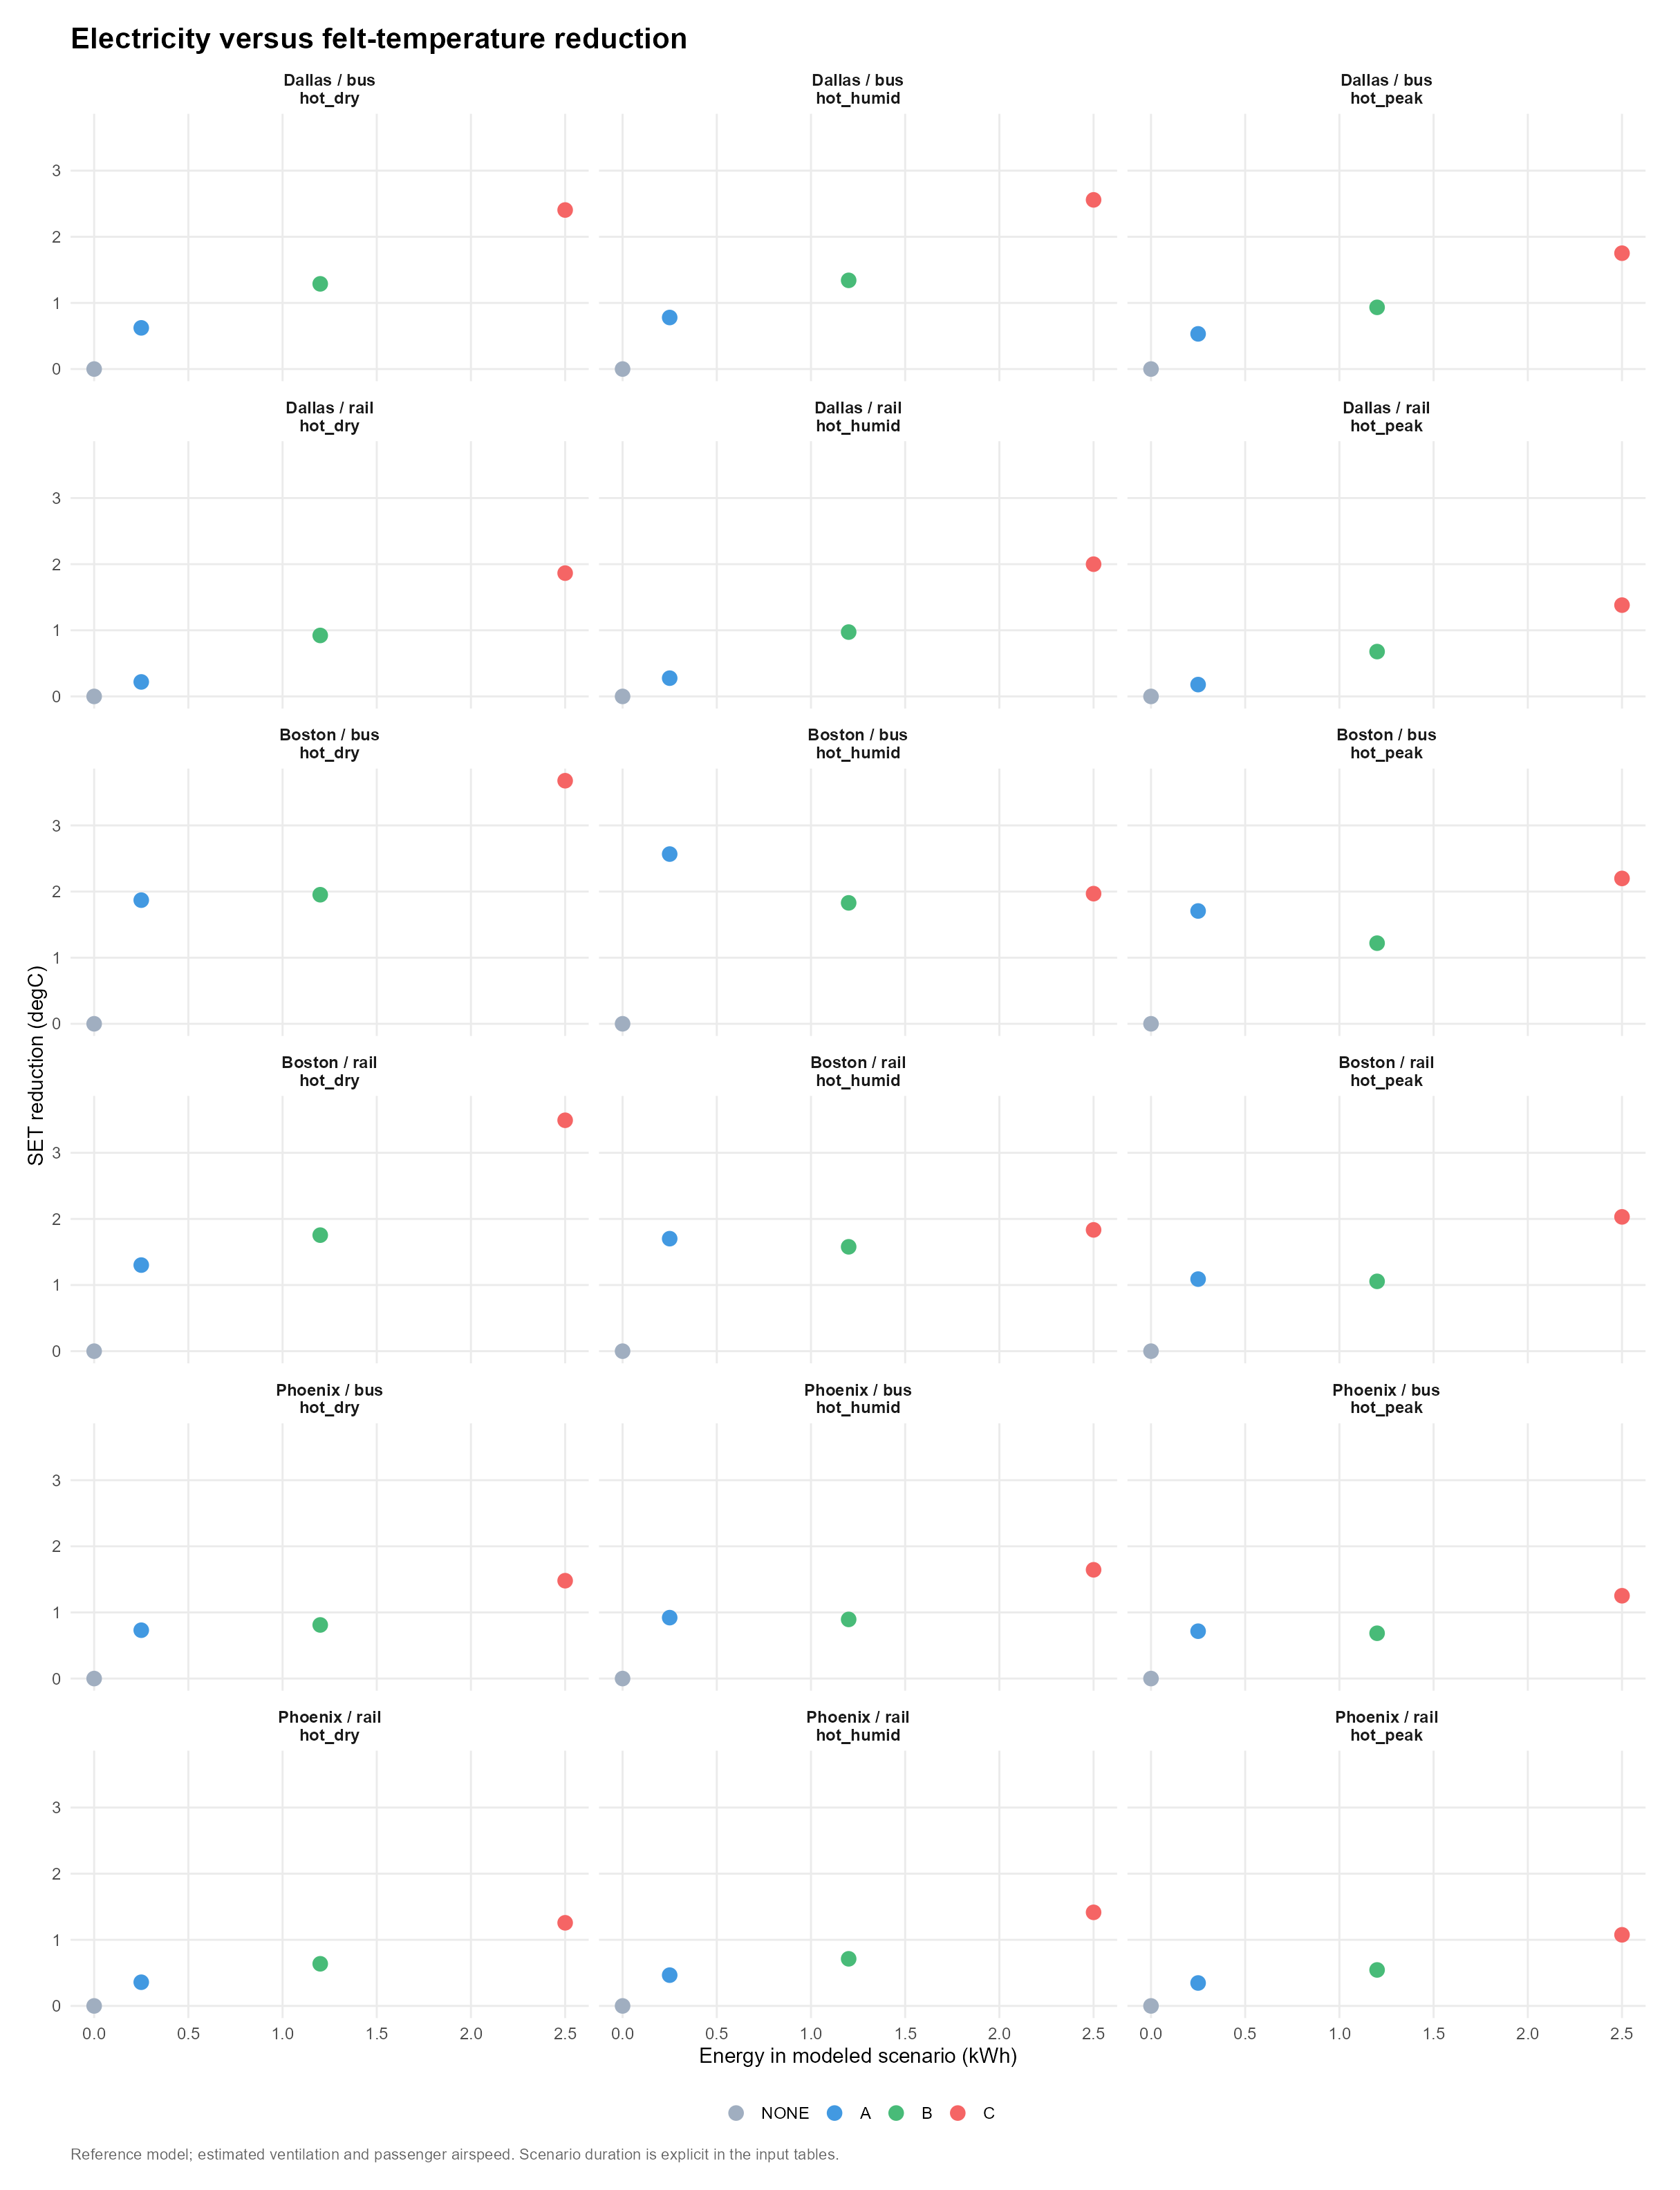 Electricity versus felt-temperature reduction
Dallas / bus
hot_dry
Dallas / bus
hot_humid
Dallas / bus
hot_peak
3
2
1
0
Dallas / rail
hot_dry
Dallas / rail
hot_humid
Dallas / rail
hot_peak
3
2
1
0
Boston / bus
hot_dry
Boston / bus
hot_humid
Boston / bus
hot_peak
3
2
1
0
SET reduction (degC)
Boston / rail
hot_dry
Boston / rail
hot_humid
Boston / rail
hot_peak
3
2
1
0
Phoenix / bus
hot_dry
Phoenix / bus
hot_humid
Phoenix / bus
hot_peak
3
2
1
0
Phoenix / rail
hot_dry
Phoenix / rail
hot_humid
Phoenix / rail
hot_peak
3
2
1
0
0.0 0.5 1.0 1.5 2.0 2.5 0.0 0.5 1.0 1.5 2.0 2.5 0.0 0.5 1.0 1.5 2.0 2.5
Energy in modeled scenario (kWh)
NONE A B C
Reference model; estimated ventilation and passenger airspeed. Scenario duration is explicit in the input tables.